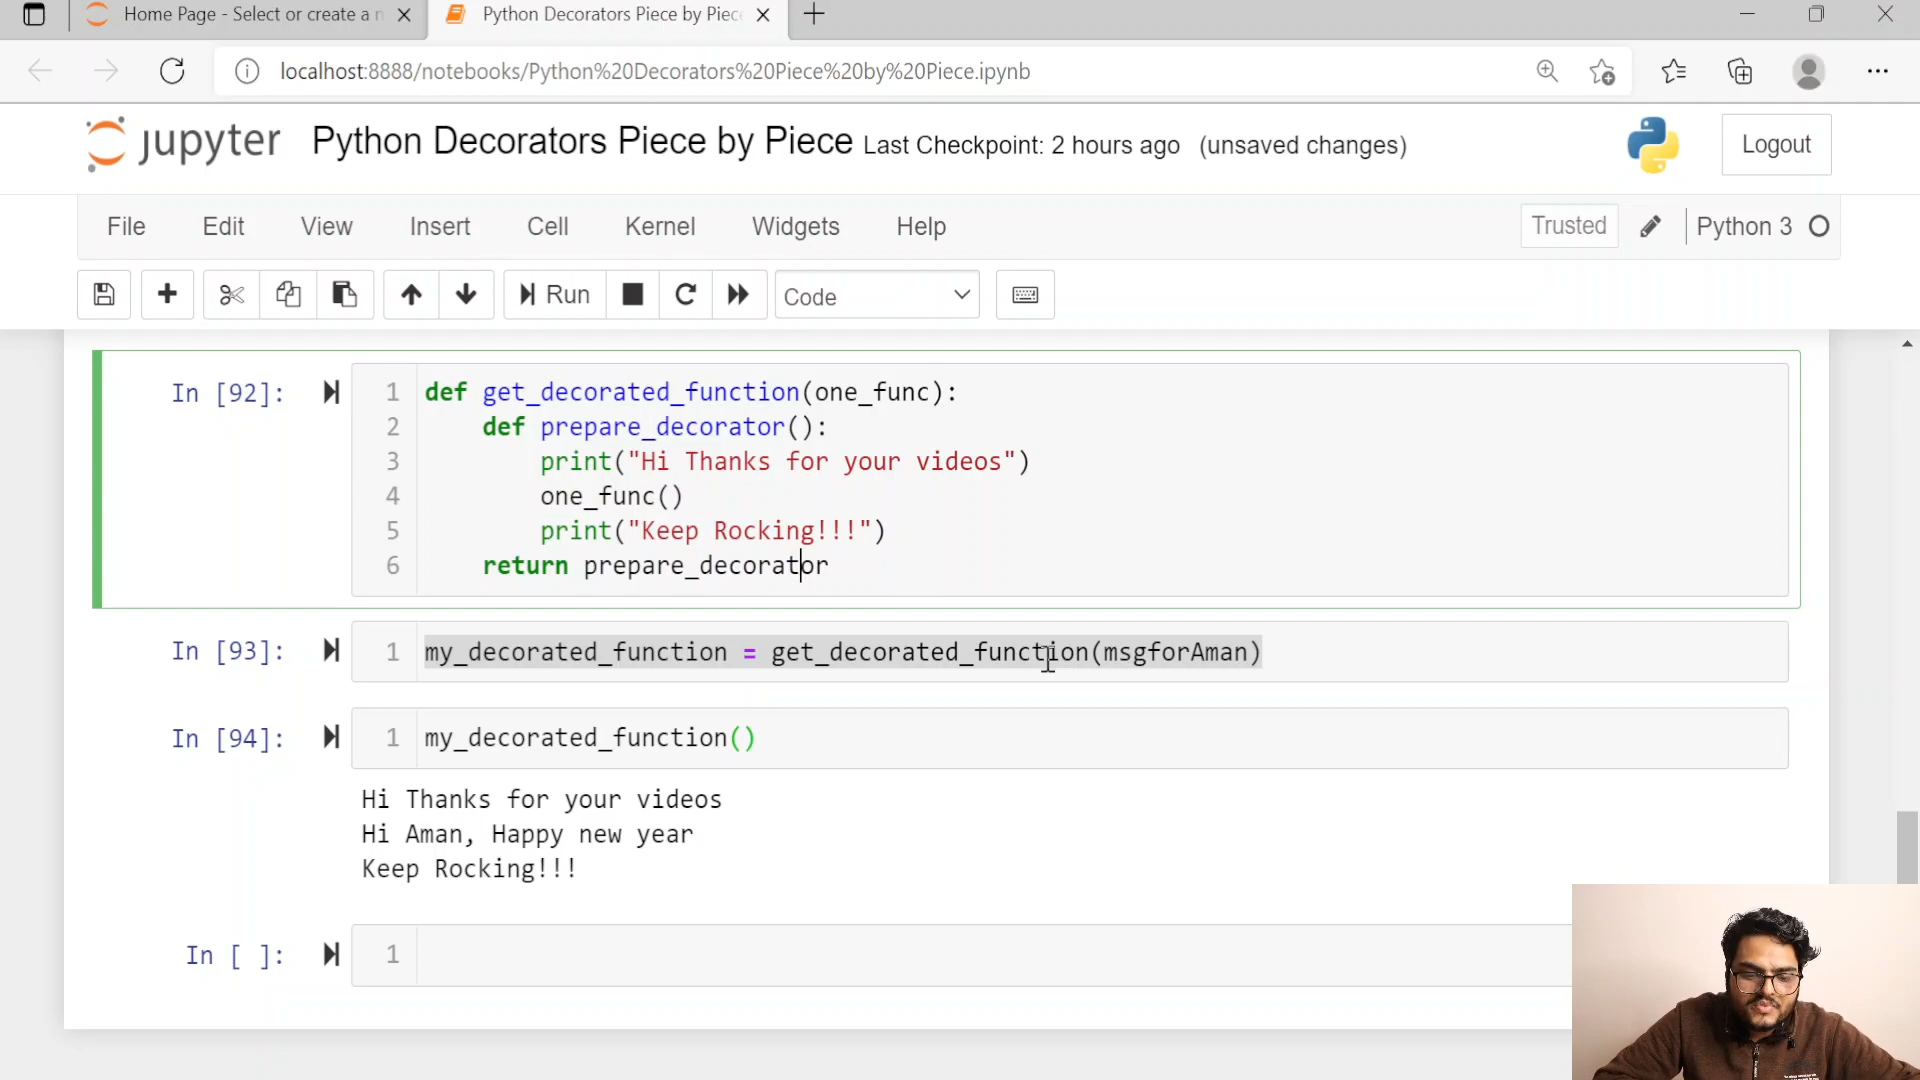 Home Page - Select or create a n
Python Decorators Piece by Piec
localhost:8888/notebooks/Python%20Decorators%20Piece%20by%20Piece.ipynb
jupyter Python Decorators Piece by Piece Last Checkpoint: 2 hours ago (unsaved changes)
Logout
File Edit View Insert Cell Kernel Widgets Help
Trusted
Python 3
Run
Code
In [92]:
1 def get_decorated_function(one_func):
2     def prepare_decorator():
3         print("Hi Thanks for your videos")
4         one_func()
5         print("Keep Rocking!!!")
6     return prepare_decorator
In [93]:
1 my_decorated_function = get_decorated_function(msgforAman)
In [94]:
1 my_decorated_function()
Hi Thanks for your videos
Hi Aman, Happy new year
Keep Rocking!!!
In [ ]:
1